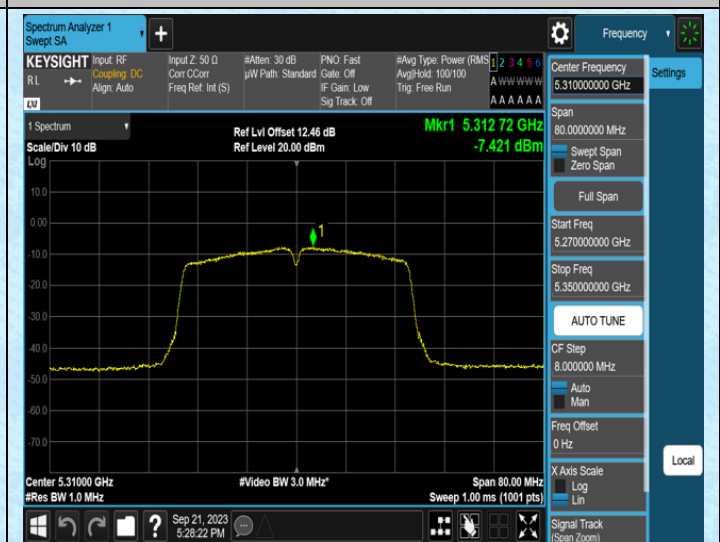 Spectrum Analyzer 1
Swept SA
+
Frequency
KEYSIGHT
RL
LXI
Input: RF
Coupling: DC
Align: Auto
Input Z: 50 Ω
Corr CCorr
Freq Ref: Int (S)
#Atten: 30 dB
µW Path: Standard
PNO: Fast
Gate: Off
IF Gain: Low
Sig Track: Off
#Avg Type: Power (RMS
Avg|Hold: 100/100
Trig: Free Run
1 2 3 4 5 6
A W W W W W
A A A A A A
Center Frequency
5.310000000 GHz
Settings
Span
80.0000000 MHz
Swept Span
Zero Span
Full Span
Start Freq
5.270000000 GHz
Stop Freq
5.350000000 GHz
AUTO TUNE
CF Step
8.000000 MHz
Auto
Man
Freq Offset
0 Hz
X Axis Scale
Log
Lin
Local
Signal Track
(Span Zoom)
1 Spectrum
Scale/Div 10 dB
Log
Ref Lvl Offset 12.46 dB
Ref Level 20.00 dBm
Mkr1 5.312 72 GHz
-7.421 dBm
10.0
0.00
-10.0
-20.0
-30.0
-40.0
-50.0
-60.0
-70.0
1
Center 5.31000 GHz
#Res BW 1.0 MHz
#Video BW 3.0 MHz*
Span 80.00 MHz
Sweep 1.00 ms (1001 pts)
?
Sep 21, 2023
5:28:22 PM